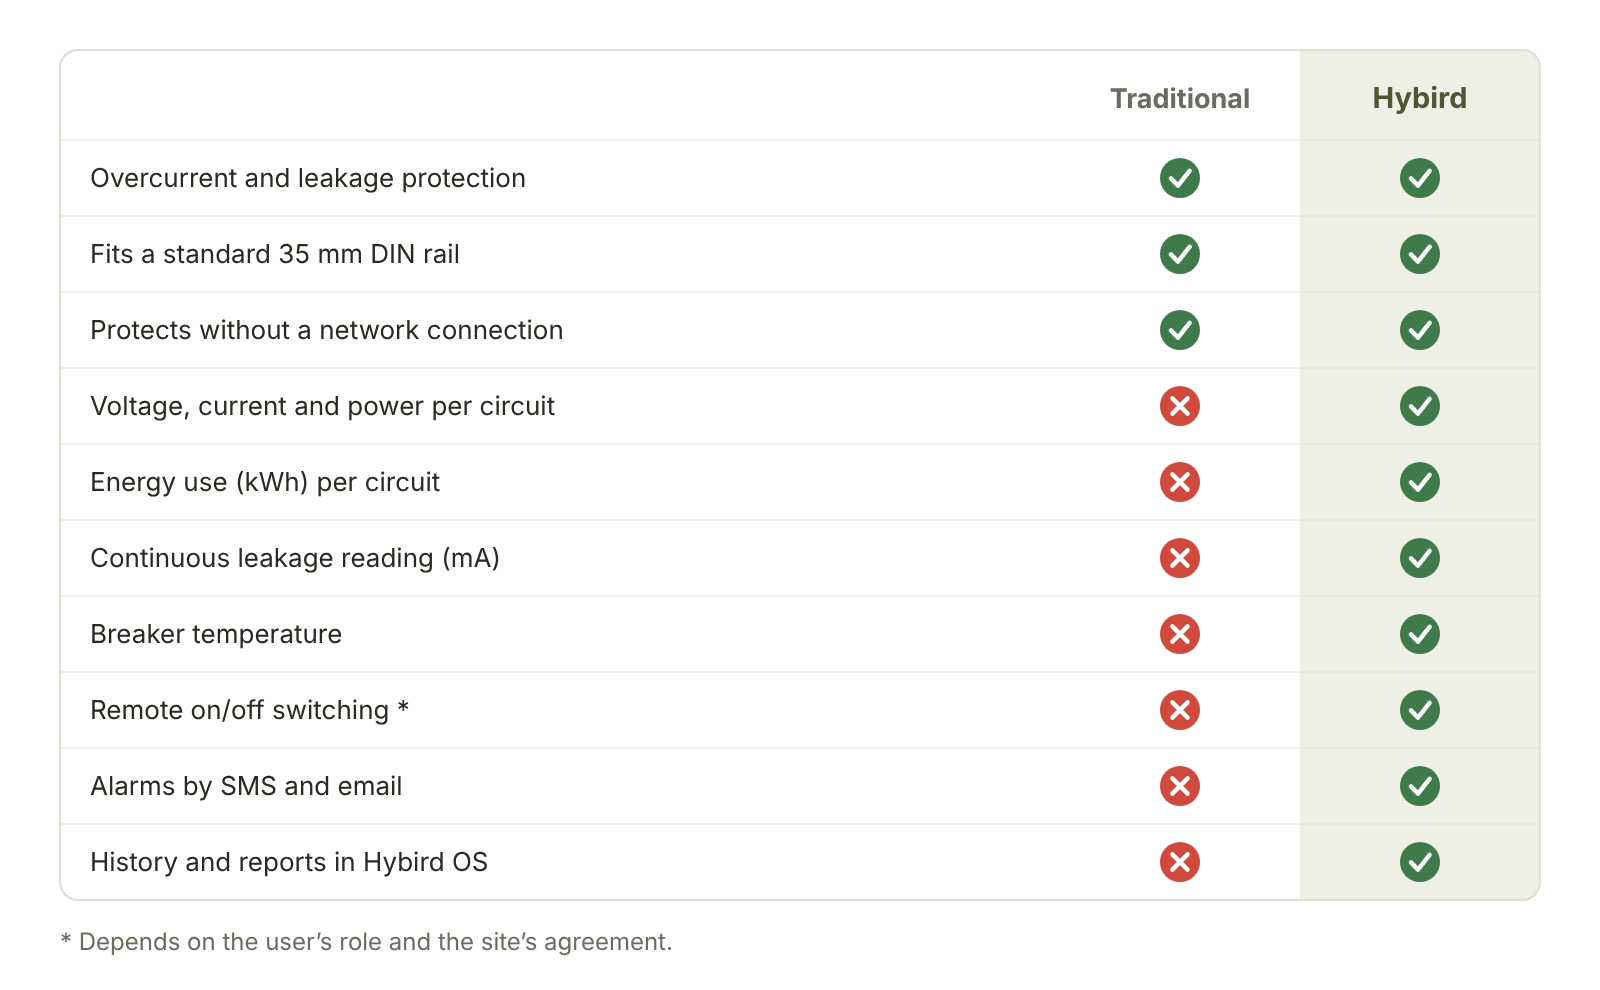 Traditional Hybird
Overcurrent and leakage protection
Fits a standard 35 mm DIN rail
Protects without a network connection
Voltage, current and power per circuit
Energy use (kWh) per circuit
Continuous leakage reading (mA)
Breaker temperature
Remote on/off switching *
Alarms by SMS and email
History and reports in Hybird OS
* Depends on the user’s role and the site’s agreement.